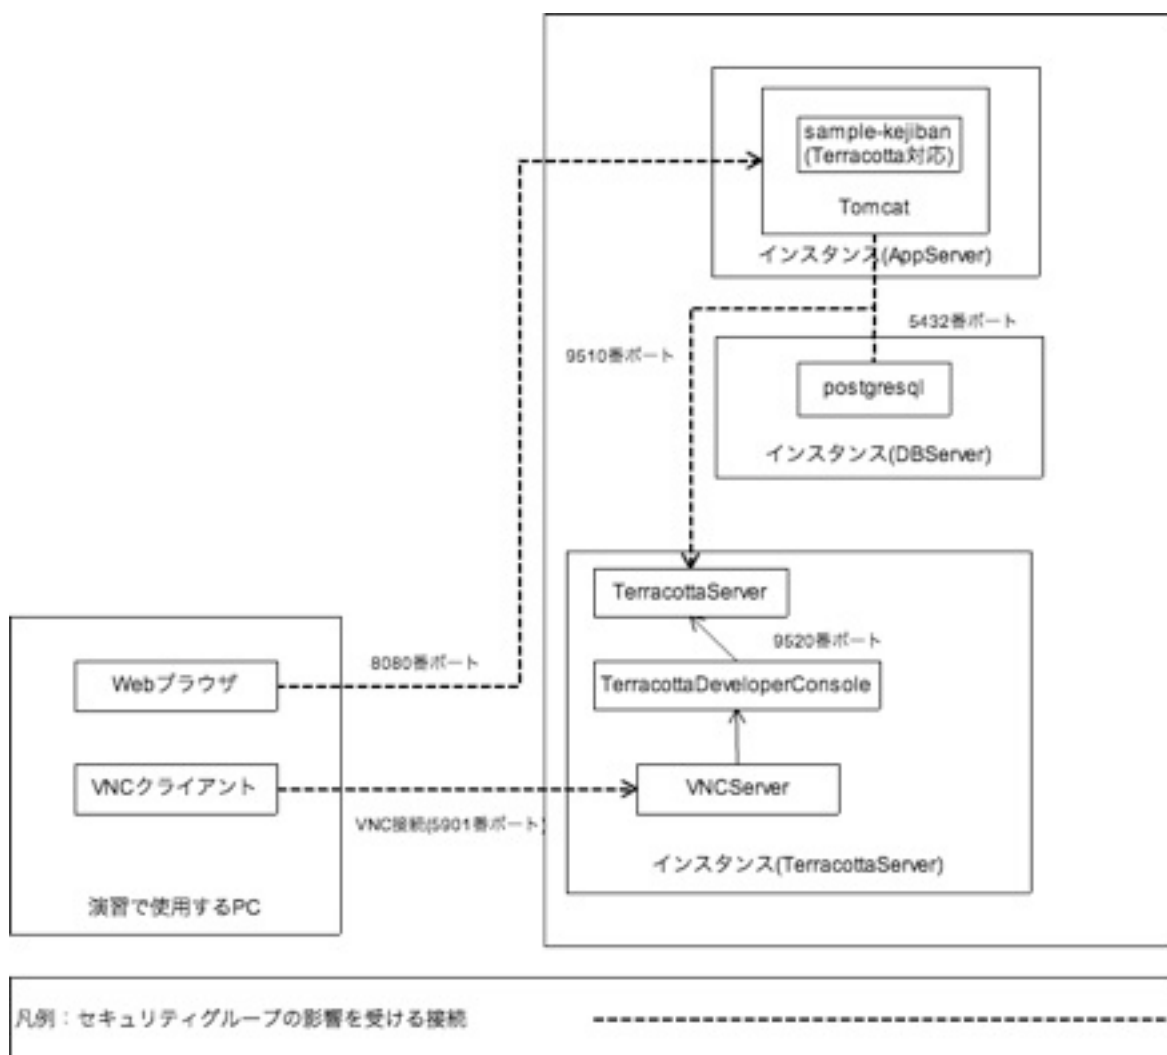 sample-kejiban
(Terracotta対応)
Tomcat
インスタンス(AppServer)
5432番ポート
9510番ポート
postgresql
インスタンス(DBServer)
TerracottaServer
9520番ポート
8080番ポート
Webブラウザ
TerracottaDeveloperConsole
VNCクライアント
VNCServer
VNC接続(5901番ポート)
インスタンス(TerracottaServer)
演習で使用するPC
凡例：セキュリティグループの影響を受ける接続